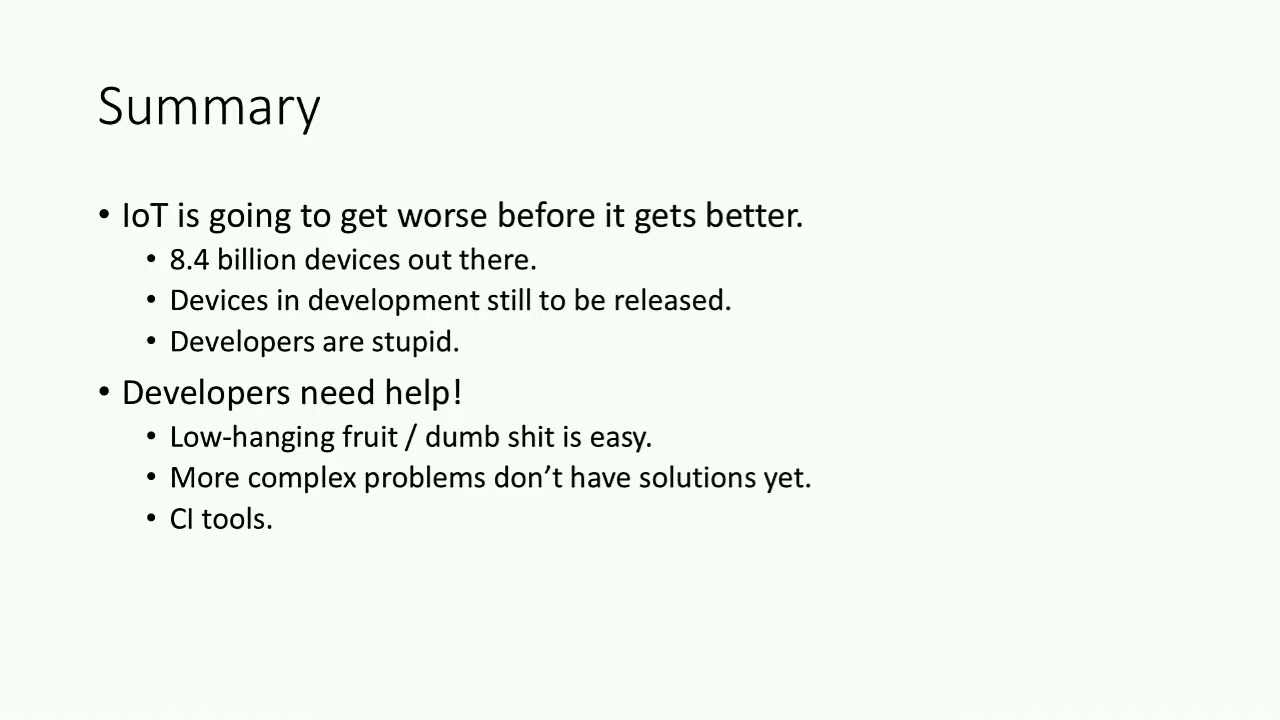 Summary
• IoT is going to get worse before it gets better.
• 8.4 billion devices out there.
• Devices in development still to be released.
• Developers are stupid.
• Developers need help!
• Low-hanging fruit / dumb shit is easy.
• More complex problems don’t have solutions yet.
• CI tools.